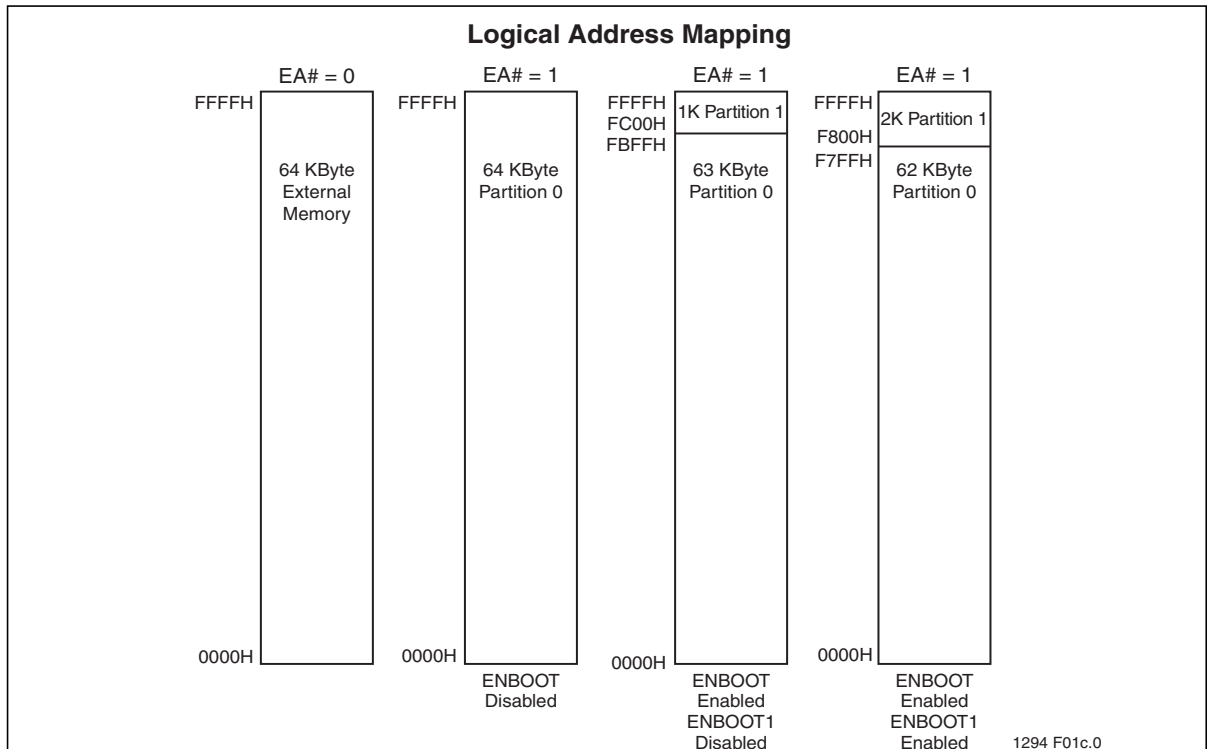 Logical Address Mapping
EA# = 0
FFFFH
64 KByte
External
Memory
0000H
EA# = 1
FFFFH
64 KByte
Partition 0
0000H
ENBOOT
Disabled
EA# = 1
FFFFH
FC00H
FBFFH
1K Partition 1
63 KByte
Partition 0
0000H
ENBOOT
Enabled
ENBOOT1
Disabled
EA# = 1
FFFFH
F800H
F7FFH
2K Partition 1
62 KByte
Partition 0
0000H
ENBOOT
Enabled
ENBOOT1
Enabled
1294 F01c.0